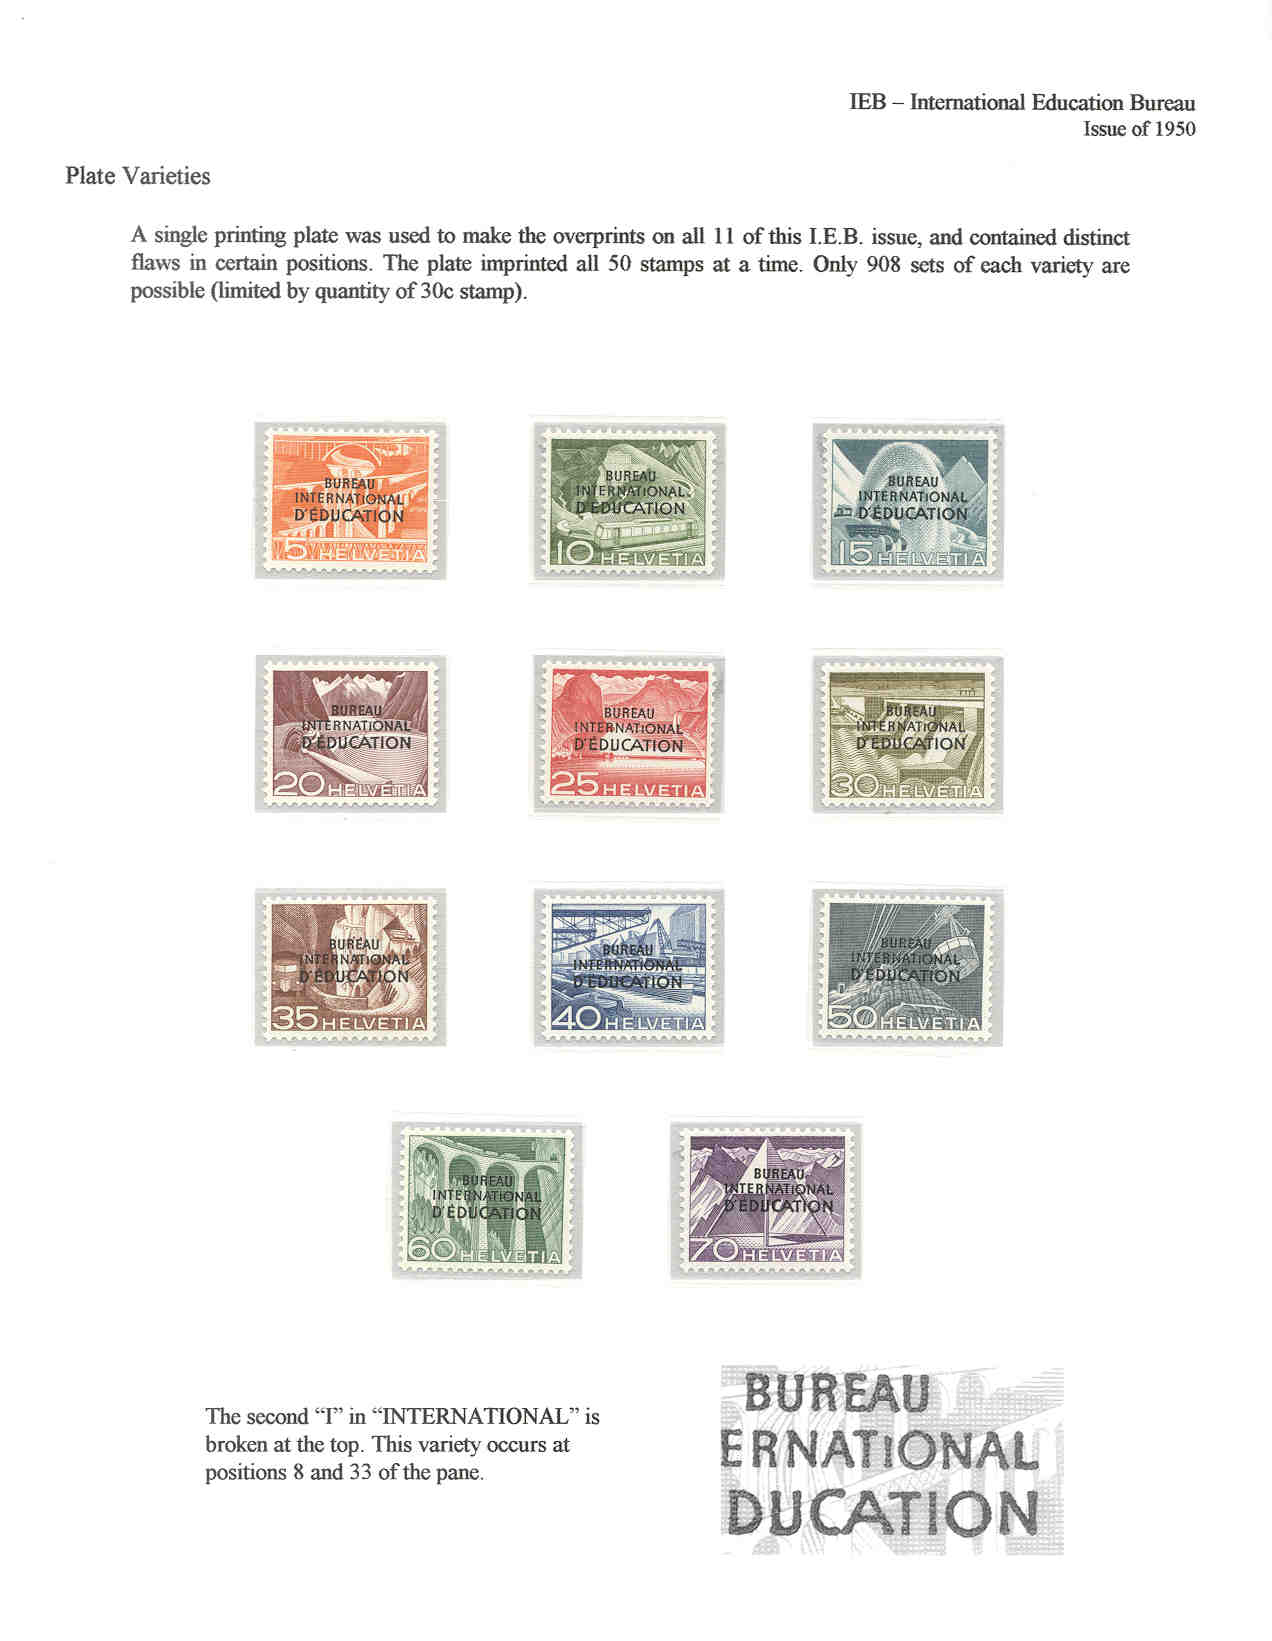 IEB – International Education Bureau
Issue of 1950
Plate Varieties
A single printing plate was used to make the overprints on all 11 of this I.E.B. issue, and contained distinct
flaws in certain positions. The plate imprinted all 50 stamps at a time. Only 908 sets of each variety are
possible (limited by quantity of 30c stamp).
BUREAU
INTERNATIONAL
D'ÉDUCATION
5 HELVETIA
BUREAU
INTERNATIONAL
D'ÉDUCATION
10 HELVETIA
BUREAU
INTERNATIONAL
D'ÉDUCATION
15 HELVETIA
BUREAU
INTERNATIONAL
D'ÉDUCATION
20 HELVETIA
BUREAU
INTERNATIONAL
D'ÉDUCATION
25 HELVETIA
BUREAU
INTERNATIONAL
D'ÉDUCATION
30 HELVETIA
BUREAU
INTERNATIONAL
D'ÉDUCATION
35 HELVETIA
BUREAU
INTERNATIONAL
D'ÉDUCATION
40 HELVETIA
BUREAU
INTERNATIONAL
D'ÉDUCATION
50 HELVETIA
BUREAU
INTERNATIONAL
D'ÉDUCATION
60 HELVETIA
BUREAU
INTERNATIONAL
D'ÉDUCATION
70 HELVETIA
The second “I” in “INTERNATIONAL” is
broken at the top. This variety occurs at
positions 8 and 33 of the pane.
BUREAU
ERNATIONAL
DUCATION